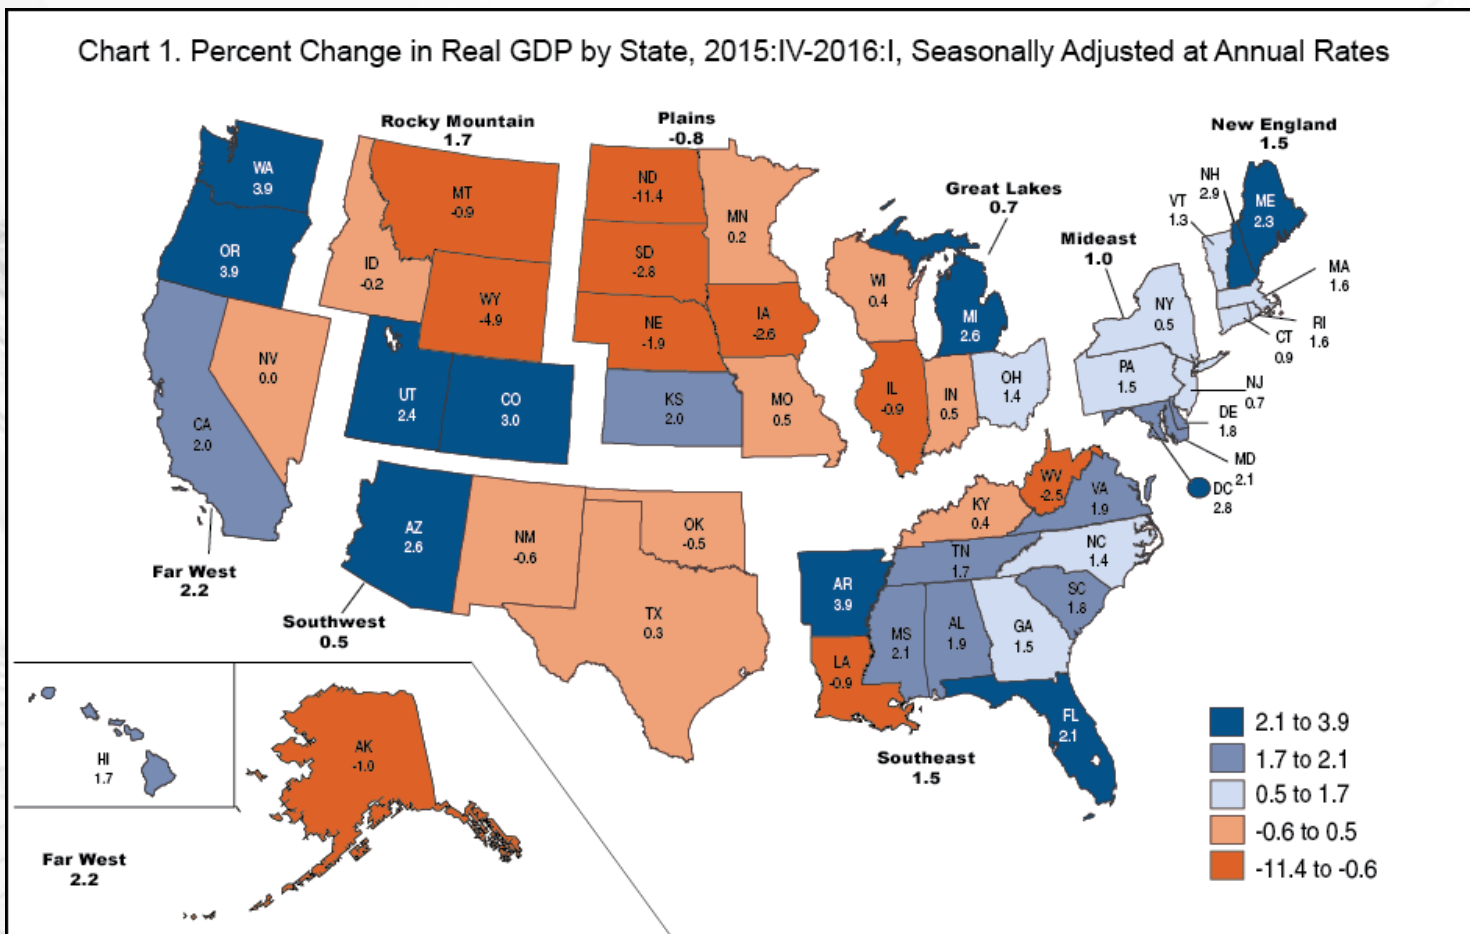 Chart 1. Percent Change in Real GDP by State, 2015:IV-2016:I, Seasonally Adjusted at Annual Rates
Rocky Mountain
1.7
Plains
-0.8
New England
1.5
Great Lakes
0.7
Mideast
1.0
WA
3.9
OR
3.9
CA
2.0
NV
0.0
ID
-0.2
MT
-0.9
WY
-4.9
UT
2.4
CO
3.0
ND
-11.4
SD
-2.8
NE
-1.9
KS
2.0
MN
0.2
IA
-2.6
MO
0.5
WI
0.4
MI
2.6
IL
-0.9
IN
0.5
OH
1.4
NH
2.9
VT
1.3
ME
2.3
MA
1.6
RI
1.6
CT
0.9
NY
0.5
PA
1.5
NJ
0.7
DE
1.8
MD
2.1
DC
2.8
Far West
2.2
AZ
2.6
NM
-0.6
OK
-0.5
TX
0.3
Southwest
0.5
WV
-2.5
VA
1.9
KY
0.4
TN
1.7
NC
1.4
SC
1.8
AR
3.9
MS
2.1
AL
1.9
GA
1.5
LA
-0.9
FL
2.1
Southeast
1.5
HI
1.7
AK
-1.0
Far West
2.2
2.1 to 3.9
1.7 to 2.1
0.5 to 1.7
-0.6 to 0.5
-11.4 to -0.6